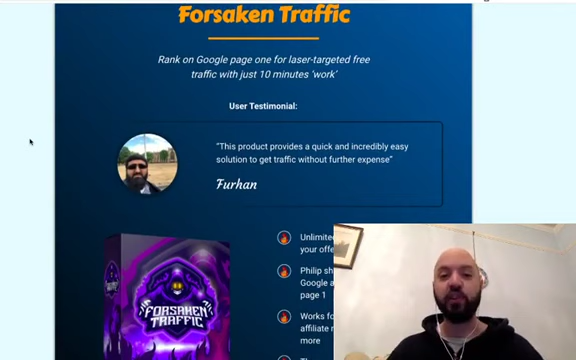 Forsaken Traffic
Rank on Google page one for laser-targeted free
traffic with just 10 minutes 'work'
User Testimonial:
“This product provides a quick and incredibly easy
solution to get traffic without further expense”
Furhan
Unlimite
your offe
Philip sh
Google a
page 1
Works fo
affiliate r
more
FORSAKEN
TRAFFIC